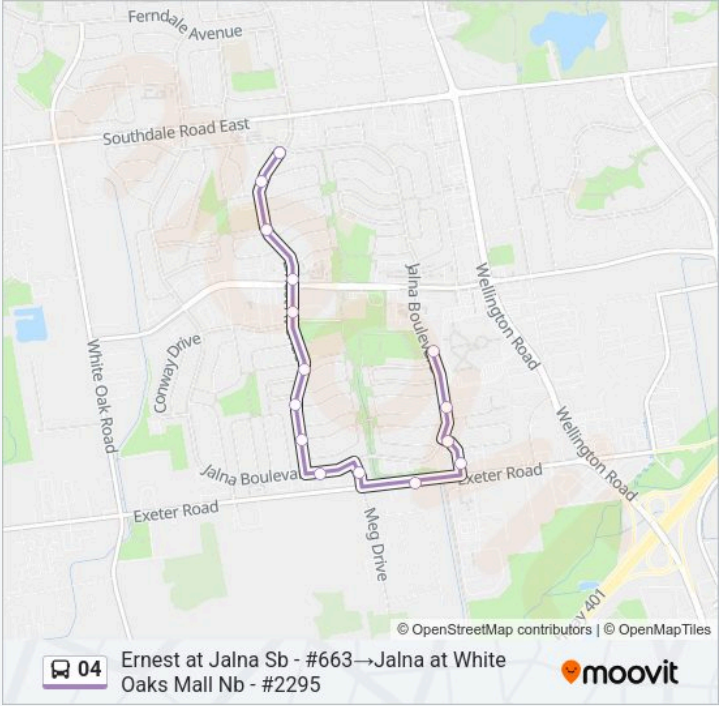 Ferndale Avenue
Southdale Road East
Jalna Boulev
Wellington Road
White Oak Road
Conway Drive
Wellington Road
Jalna Bouleva
Exeter Road
Exeter Road
Meg Drive
401
© OpenStreetMap contributors | © OpenMapTiles
04
Ernest at Jalna Sb - #663→Jalna at White
Oaks Mall Nb - #2295
moovit